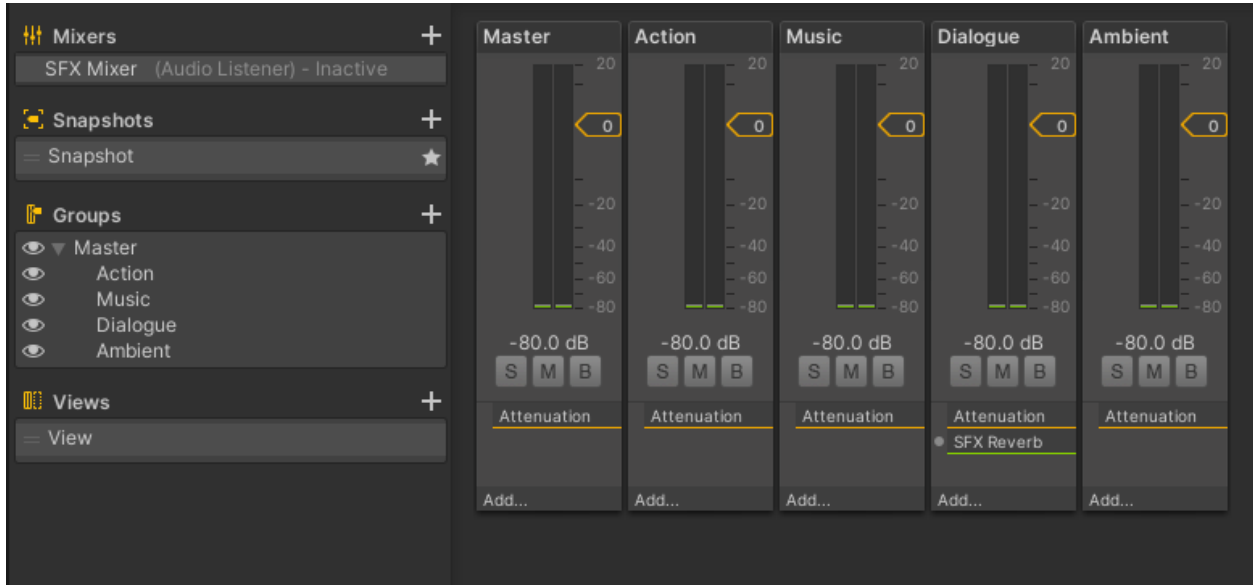 Mixers
SFX Mixer (Audio Listener) - Inactive
Snapshots
Snapshot
Groups
Master
Action
Music
Dialogue
Ambient
Views
View
Master
20
0
-20
-40
-60
-80
-80.0 dB
S M B
Attenuation
Add...
Action
20
0
-20
-40
-60
-80
-80.0 dB
S M B
Attenuation
Add...
Music
20
0
-20
-40
-60
-80
-80.0 dB
S M B
Attenuation
Add...
Dialogue
20
0
-20
-40
-60
-80
-80.0 dB
S M B
Attenuation
SFX Reverb
Add...
Ambient
20
0
-20
-40
-60
-80
-80.0 dB
S M B
Attenuation
Add...